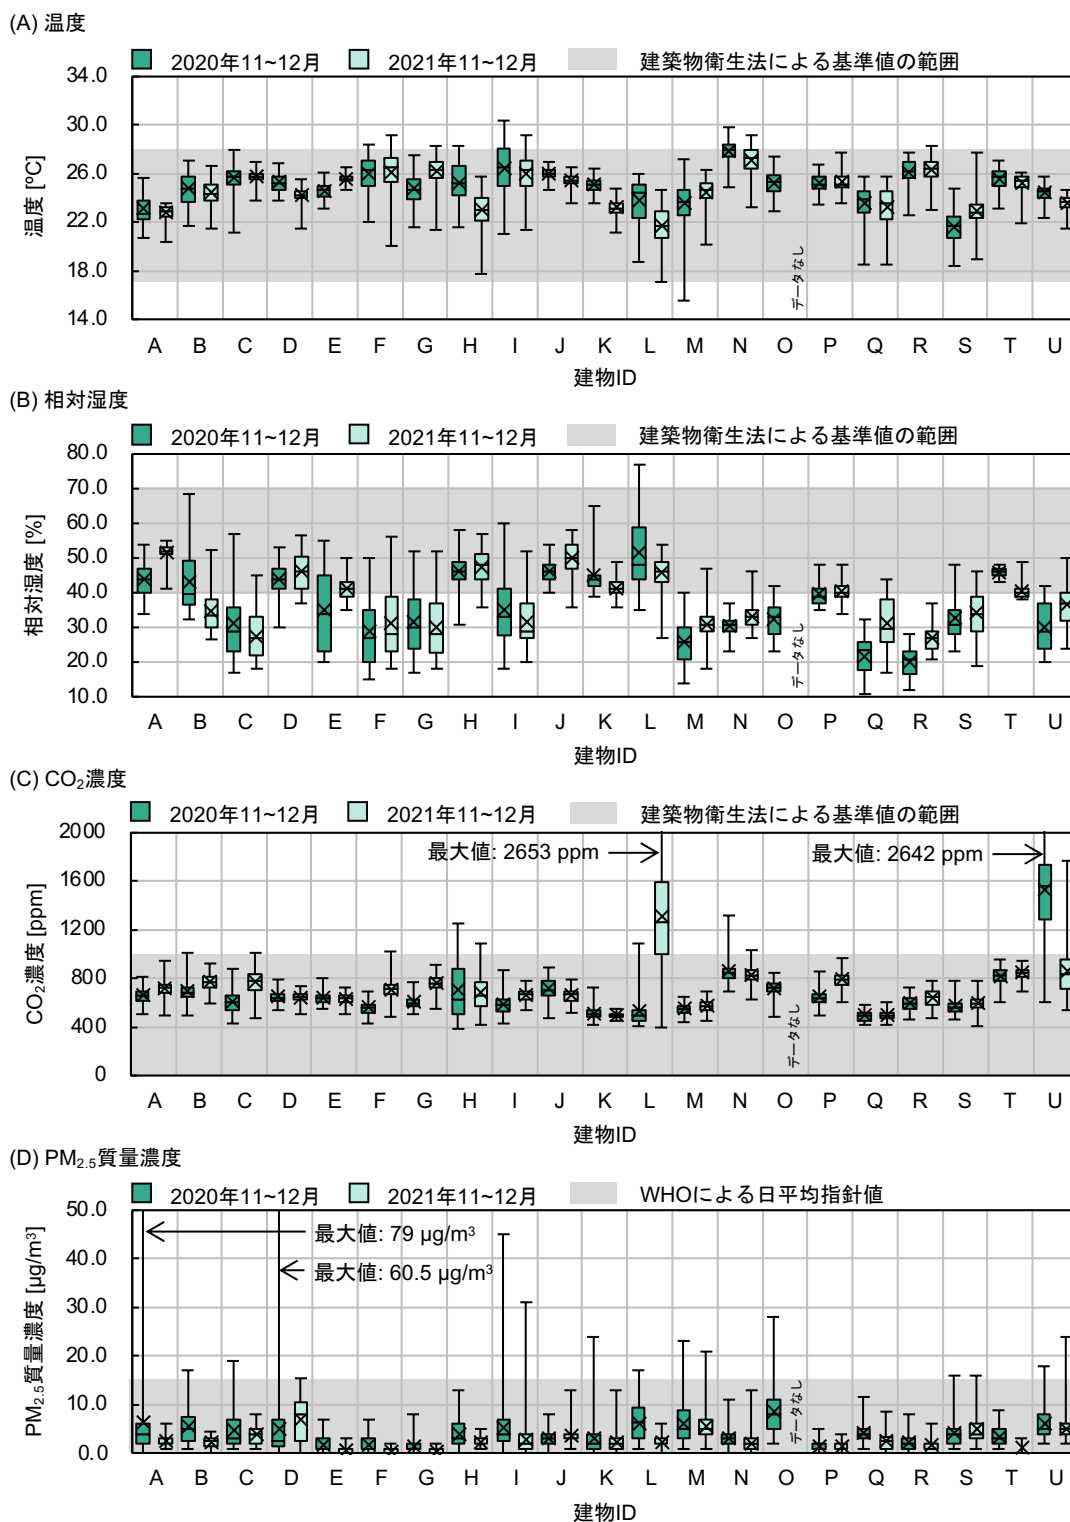 (A) 温度
2020年11~12月 2021年11~12月 建築物衛生法による基準値の範囲
34.0
30.0
26.0
22.0
18.0
14.0
温度 [℃]
データなし
A B C D E F G H I J K L M N O P Q R S T U
建物ID
(B) 相対湿度
2020年11~12月 2021年11~12月 建築物衛生法による基準値の範囲
80.0
70.0
60.0
50.0
40.0
30.0
20.0
10.0
相対湿度 [%]
データなし
A B C D E F G H I J K L M N O P Q R S T U
建物ID
(C) CO₂濃度
2020年11~12月 2021年11~12月 建築物衛生法による基準値の範囲
2000
1600
1200
800
400
0
CO₂濃度 [ppm]
最大値: 2653 ppm
最大値: 2642 ppm
データなし
A B C D E F G H I J K L M N O P Q R S T U
建物ID
(D) PM₂.₅質量濃度
2020年11~12月 2021年11~12月 WHOによる日平均指針値
50.0
40.0
30.0
20.0
10.0
0.0
PM₂.₅質量濃度 [µg/m³]
最大値: 79 µg/m³
最大値: 60.5 µg/m³
データなし
A B C D E F G H I J K L M N O P Q R S T U
建物ID